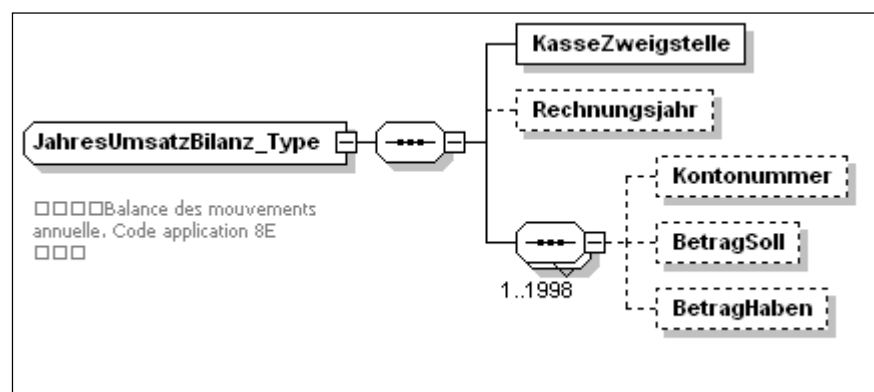 KasseZweigstelle
Rechnungsjahr
JahresUmsatzBilanz_Type
□□□□Balance des mouvements
annuelle. Code application 8E
□□□
Kontonummer
BetragSoll
1..1998
BetragHaben